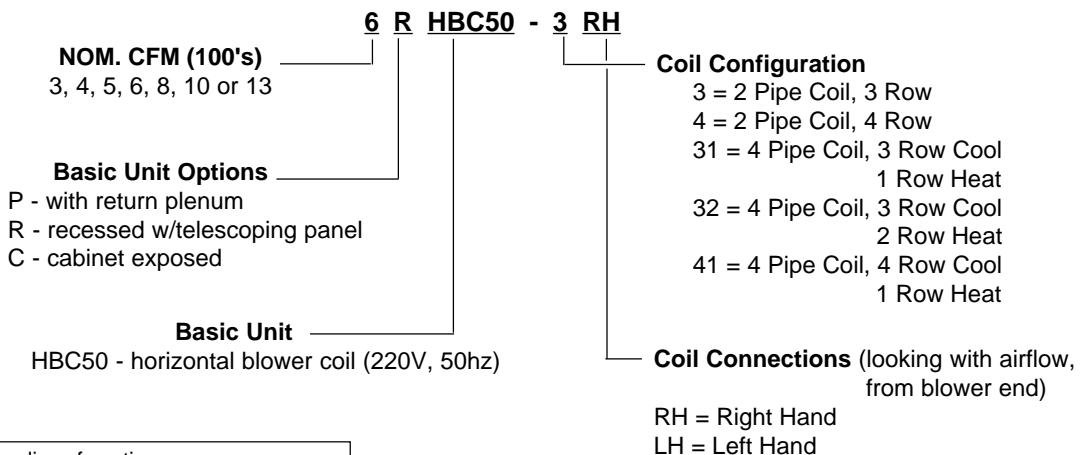 6 R HBC50 - 3 RH
NOM. CFM (100's)
3, 4, 5, 6, 8, 10 or 13
Basic Unit Options
P - with return plenum
R - recessed w/telescoping panel
C - cabinet exposed
Basic Unit
HBC50 - horizontal blower coil (220V, 50hz)
Coil Configuration
3 = 2 Pipe Coil, 3 Row
4 = 2 Pipe Coil, 4 Row
31 = 4 Pipe Coil, 3 Row Cool
1 Row Heat
32 = 4 Pipe Coil, 3 Row Cool
2 Row Heat
41 = 4 Pipe Coil, 4 Row Cool
1 Row Heat
Coil Connections (looking with airflow,
from blower end)
RH = Right Hand
LH = Left Hand